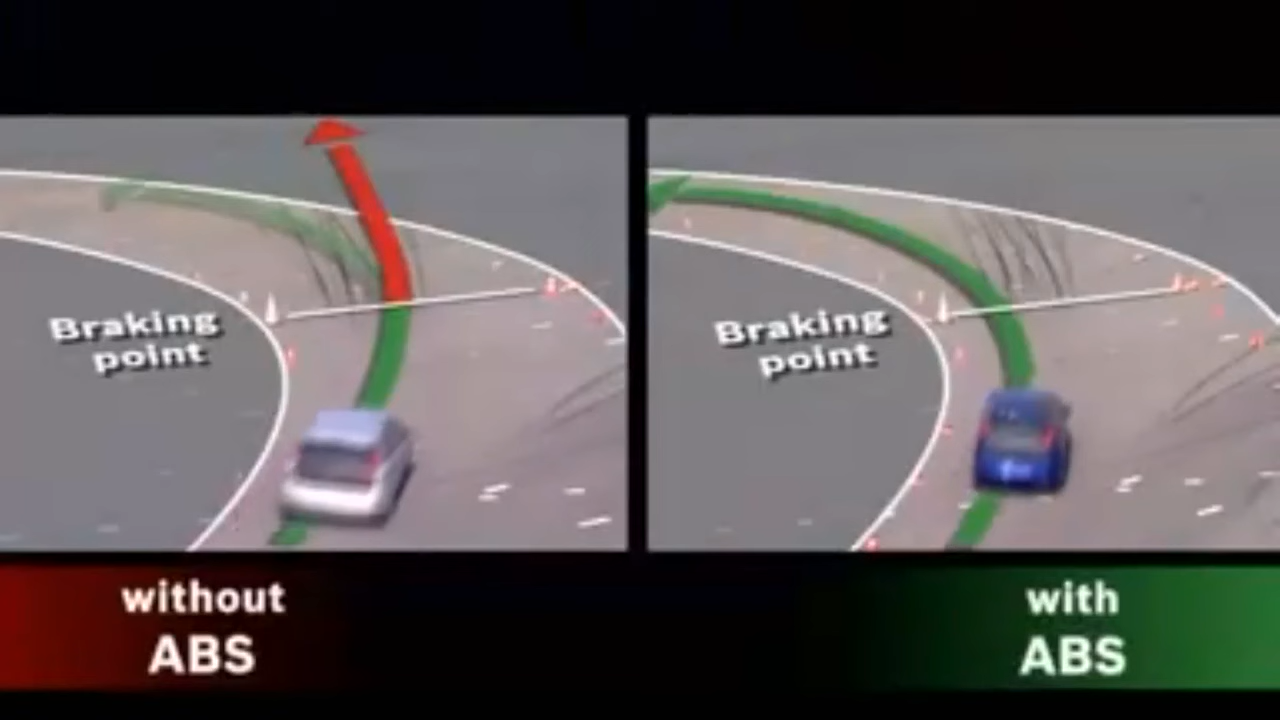 Braking
point
Braking
point
without
ABS
with
ABS